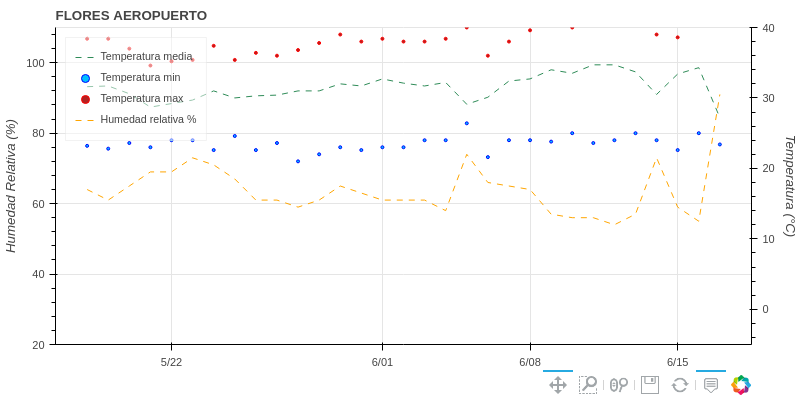 FLORES AEROPUERTO
Temperatura media
Temperatura min
Temperatura max
Humedad relativa %
Humedad Relativa (%)
100
80
60
40
20
Temperatura (°C)
40
30
20
10
0
5/22
6/01
6/08
6/15